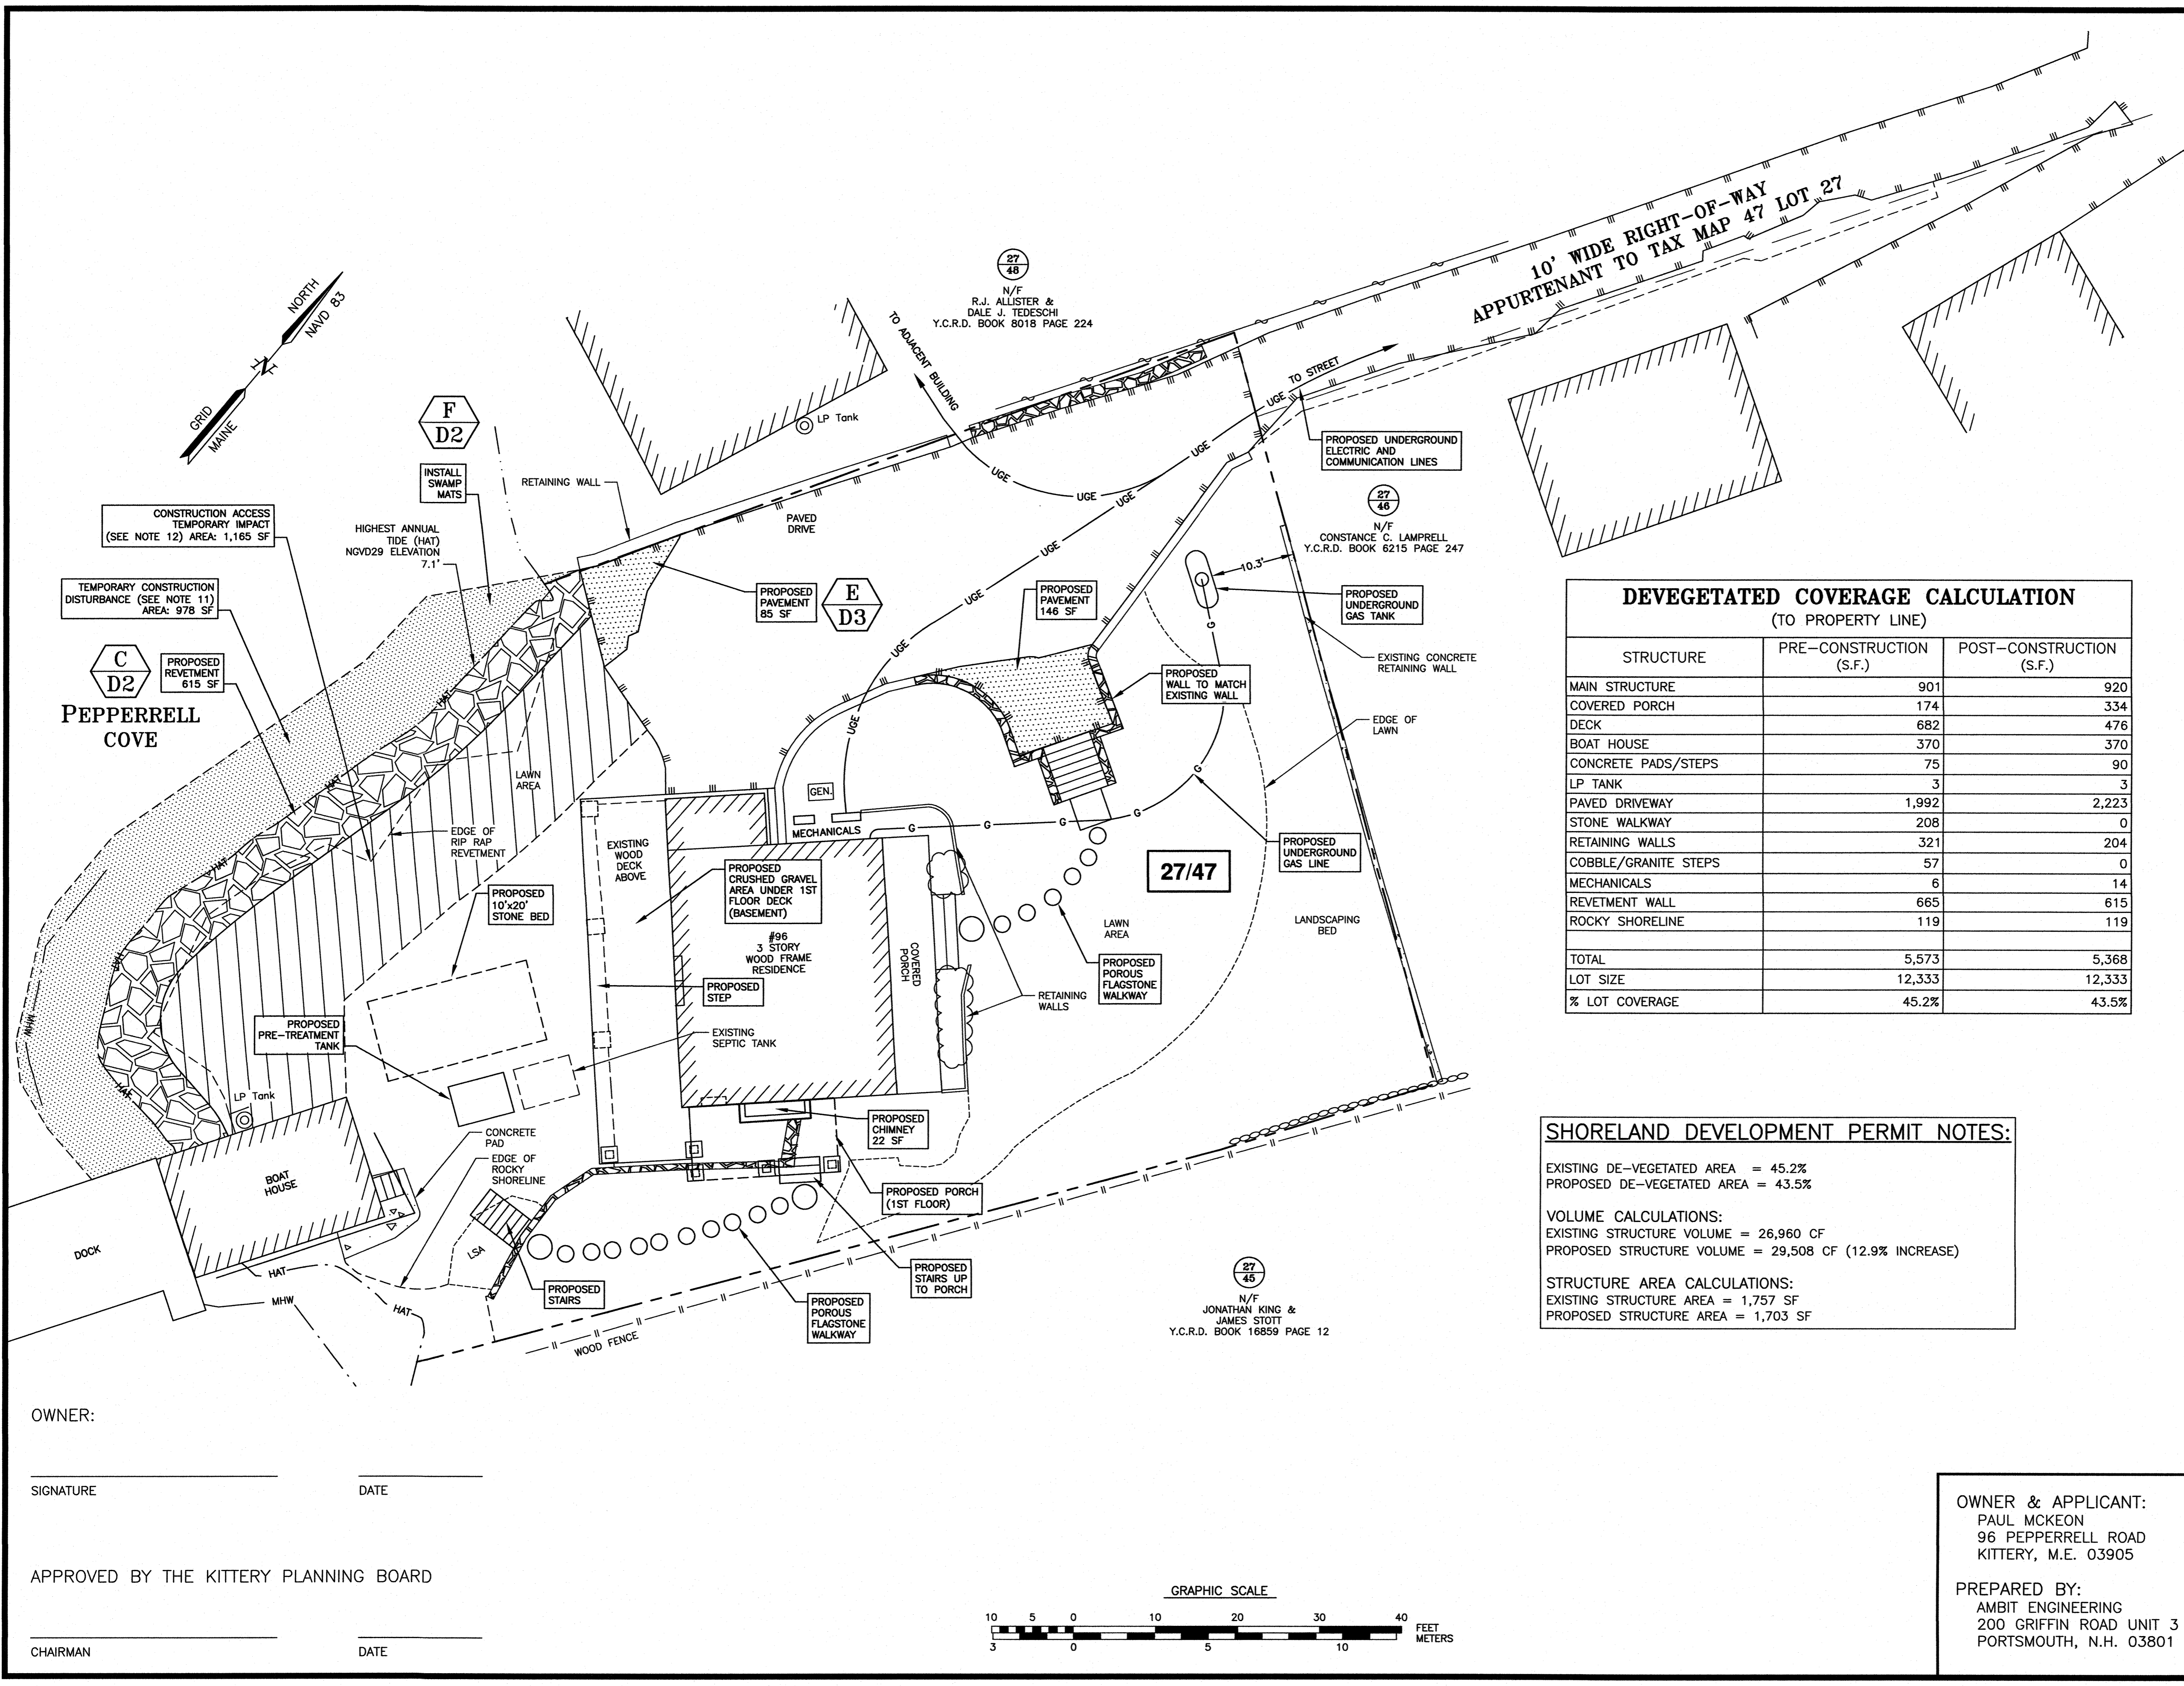 10' WIDE RIGHT-OF-WAY
APPURTENANT TO TAX MAP 47 LOT 27
27
48
N/F
R.J. ALLISTER &
DALE J. TEDESCHI
Y.C.R.D. BOOK 8018 PAGE 224
NORTH
NAVD 83
N
GRID
MAINE
TO ADJACENT BUILDING
LP Tank
TO STREET
UGE
UGE
UGE
UGE
UGE
UGE
UGE
UGE
UGE
PROPOSED UNDERGROUND
ELECTRIC AND
COMMUNICATION LINES
27
46
N/F
CONSTANCE C. LAMPRELL
Y.C.R.D. BOOK 6215 PAGE 247
F
D2
INSTALL
SWAMP
MATS
RETAINING WALL
CONSTRUCTION ACCESS
TEMPORARY IMPACT
(SEE NOTE 12) AREA: 1,165 SF
HIGHEST ANNUAL
TIDE (HAT)
NGVD29 ELEVATION
7.1'
PAVED
DRIVE
TEMPORARY CONSTRUCTION
DISTURBANCE (SEE NOTE 11)
AREA: 978 SF
PROPOSED
PAVEMENT
85 SF
E
D3
PROPOSED
PAVEMENT
146 SF
10.3'
PROPOSED
UNDERGROUND
GAS TANK
C
D2
PROPOSED
REVETMENT
615 SF
PEPPERRELL
COVE
EXISTING CONCRETE
RETAINING WALL
PROPOSED
WALL TO MATCH
EXISTING WALL
EDGE OF
LAWN
HAT
HAT
HAT
HAT
HAT
MHW
LAWN
AREA
EDGE OF
RIP RAP
REVETMENT
GEN.
MECHANICALS
G
G
G
G
G
G
EXISTING
WOOD
DECK
ABOVE
PROPOSED
CRUSHED GRAVEL
AREA UNDER 1ST
FLOOR DECK
(BASEMENT)
PROPOSED
UNDERGROUND
GAS LINE
27/47
PROPOSED
10'x20'
STONE BED
#96
3 STORY
WOOD FRAME
RESIDENCE
COVERED
PORCH
LAWN
AREA
LANDSCAPING
BED
PROPOSED
STEP
RETAINING
WALLS
PROPOSED
POROUS
FLAGSTONE
WALKWAY
PROPOSED
PRE-TREATMENT
TANK
EXISTING
SEPTIC TANK
LP Tank
CONCRETE
PAD
EDGE OF
ROCKY
SHORELINE
PROPOSED
CHIMNEY
22 SF
BOAT
HOUSE
PROPOSED PORCH
(1ST FLOOR)
DOCK
LSA
HAT
MHW
HAT
PROPOSED
STAIRS
PROPOSED
STAIRS UP
TO PORCH
PROPOSED
POROUS
FLAGSTONE
WALKWAY
WOOD FENCE
27
45
N/F
JONATHAN KING &
JAMES STOTT
Y.C.R.D. BOOK 16859 PAGE 12
DEVEGETATED COVERAGE CALCULATION
(TO PROPERTY LINE)
STRUCTURE PRE-CONSTRUCTION (S.F.) POST-CONSTRUCTION (S.F.)
MAIN STRUCTURE 901 920
COVERED PORCH 174 334
DECK 682 476
BOAT HOUSE 370 370
CONCRETE PADS/STEPS 75 90
LP TANK 3 3
PAVED DRIVEWAY 1,992 2,223
STONE WALKWAY 208 0
RETAINING WALLS 321 204
COBBLE/GRANITE STEPS 57 0
MECHANICALS 6 14
REVETMENT WALL 665 615
ROCKY SHORELINE 119 119
TOTAL 5,573 5,368
LOT SIZE 12,333 12,333
% LOT COVERAGE 45.2% 43.5%
SHORELAND DEVELOPMENT PERMIT NOTES:
EXISTING DE-VEGETATED AREA = 45.2%
PROPOSED DE-VEGETATED AREA = 43.5%
VOLUME CALCULATIONS:
EXISTING STRUCTURE VOLUME = 26,960 CF
PROPOSED STRUCTURE VOLUME = 29,508 CF (12.9% INCREASE)
STRUCTURE AREA CALCULATIONS:
EXISTING STRUCTURE AREA = 1,757 SF
PROPOSED STRUCTURE AREA = 1,703 SF
OWNER:
SIGNATURE DATE
APPROVED BY THE KITTERY PLANNING BOARD
CHAIRMAN DATE
GRAPHIC SCALE
10 5 0 10 20 30 40
FEET
METERS
3 0 5 10
OWNER & APPLICANT:
PAUL MCKEON
96 PEPPERRELL ROAD
KITTERY, M.E. 03905
PREPARED BY:
AMBIT ENGINEERING
200 GRIFFIN ROAD UNIT 3
PORTSMOUTH, N.H. 03801